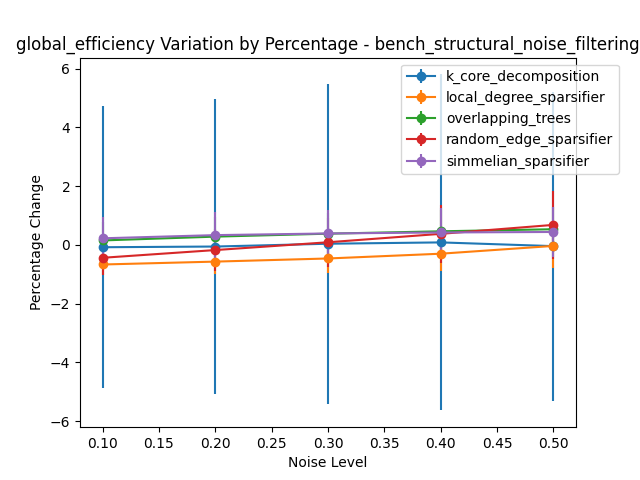 global_efficiency Variation by Percentage - bench_structural_noise_filtering
k_core_decomposition
local_degree_sparsifier
overlapping_trees
random_edge_sparsifier
simmelian_sparsifier
Percentage Change
6
4
2
0
−2
−4
−6
0.10 0.15 0.20 0.25 0.30 0.35 0.40 0.45 0.50
Noise Level